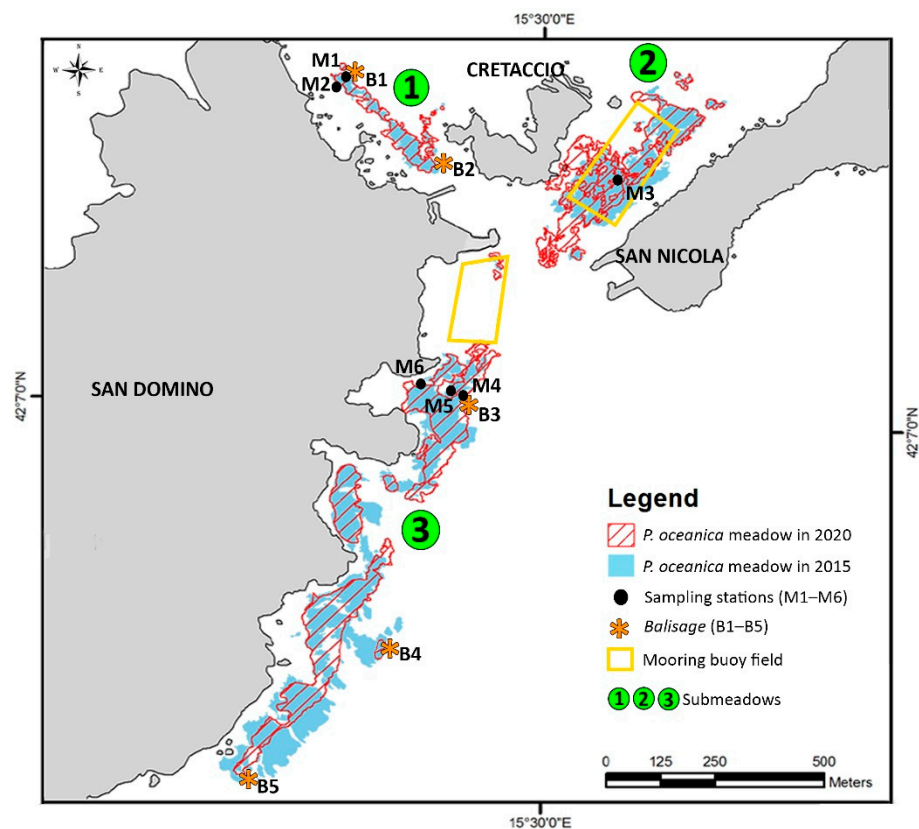 15°30'0"E
N
W
E
S
M1
B1
M2
1
CRETACCIO
2
B2
M3
SAN NICOLA
SAN DOMINO
M6
M4
M5
B3
42°7'0"N
42°7'0"N
3
B4
B5
Legend
P. oceanica meadow in 2020
P. oceanica meadow in 2015
Sampling stations (M1–M6)
Balisage (B1–B5)
Mooring buoy field
1 2 3 Submeadows
0 125 250 500
Meters
15°30'0"E